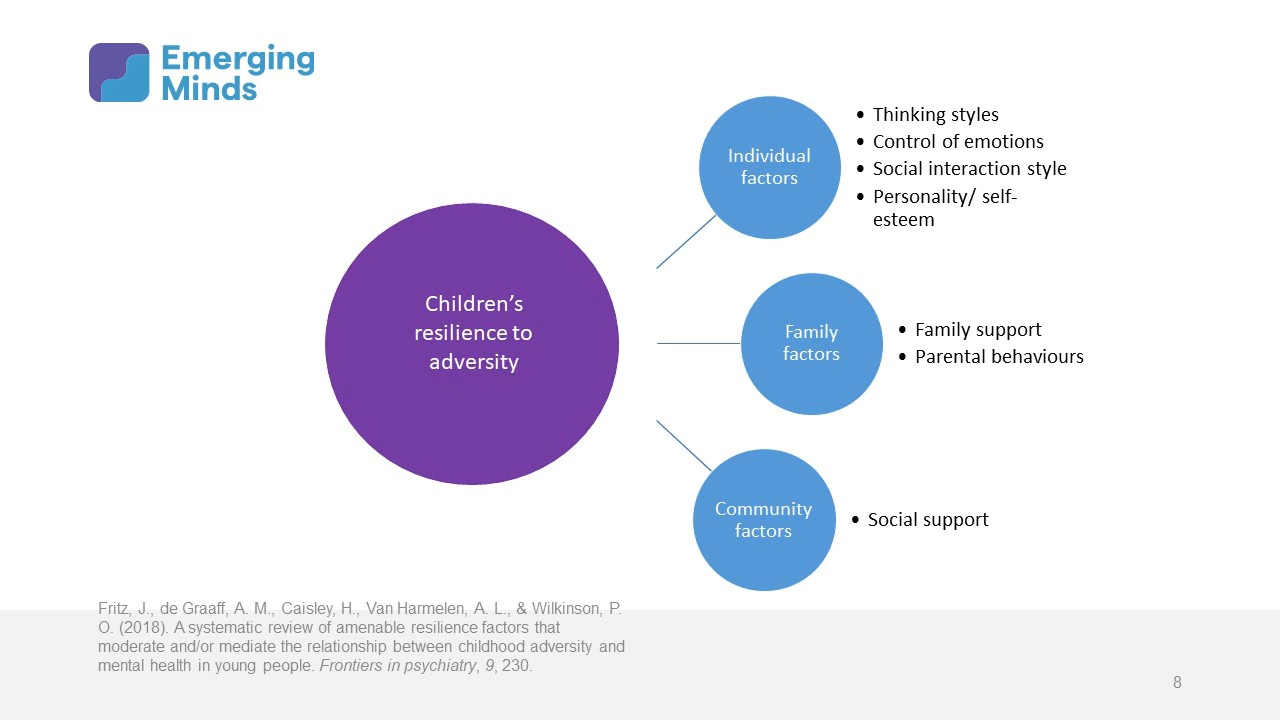 Emerging
Minds
Individual
factors
• Thinking styles
• Control of emotions
• Social interaction style
• Personality/ self-
esteem
Children’s
resilience to
adversity
Family
factors
• Family support
• Parental behaviours
Community
factors
• Social support
Fritz, J., de Graaff, A. M., Caisley, H., Van Harmelen, A. L., & Wilkinson, P.
O. (2018). A systematic review of amenable resilience factors that
moderate and/or mediate the relationship between childhood adversity and
mental health in young people. Frontiers in psychiatry, 9, 230.
8